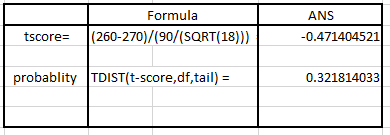 Formula ANS
tscore= (260-270)/(90/(SQRT(18))) = -0.471404521
probablity TDIST(t-score,df,tail) = 0.321814033